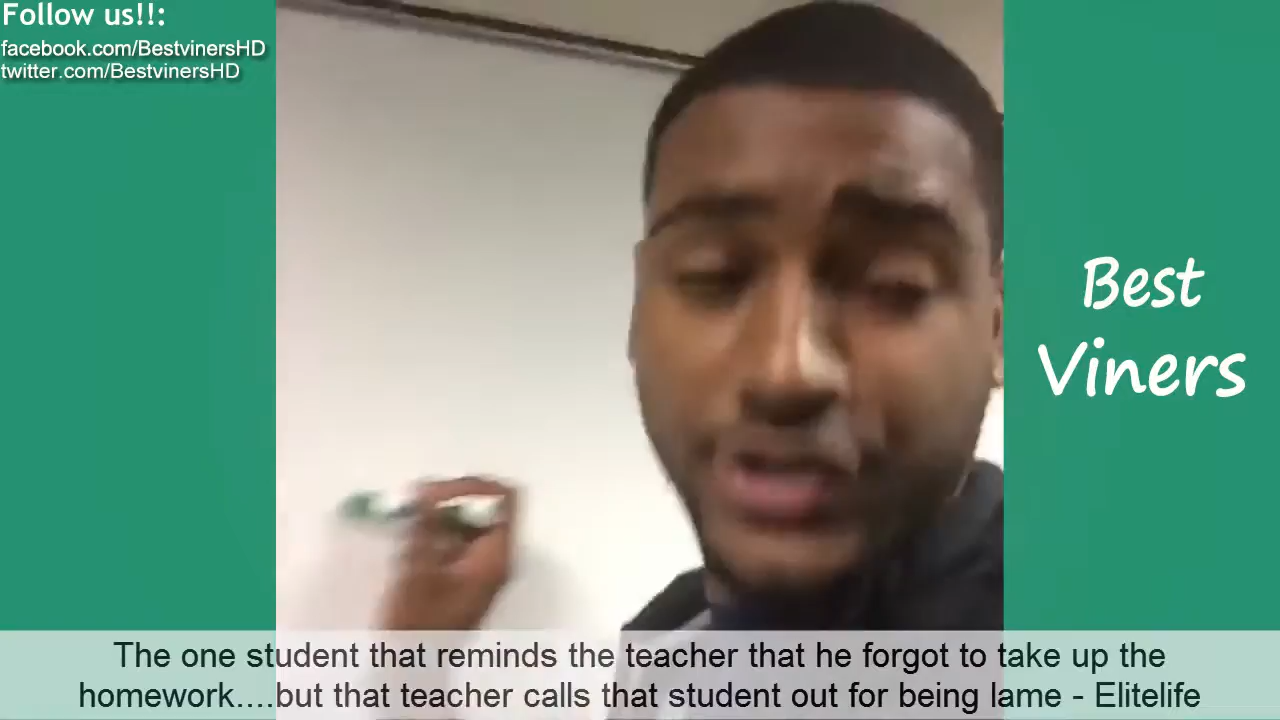 Follow us!!:
facebook.com/BestvinersHD
twitter.com/BestvinersHD
Best
Viners
The one student that reminds the teacher that he forgot to take up the
homework....but that teacher calls that student out for being lame - Elitelife